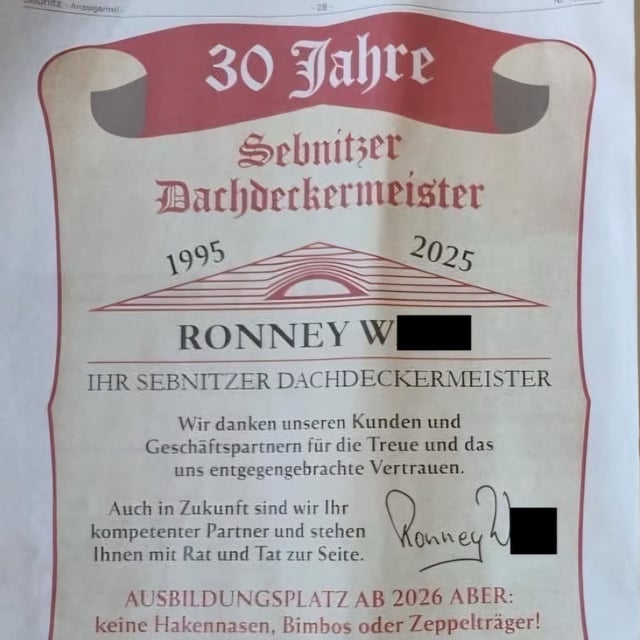 - 28 -
30 Jahre
Sebnitzer
Dachdeckermeister
1995 2025
RONNEY W
IHR SEBNITZER DACHDECKERMEISTER
Wir danken unseren Kunden und
Geschäftspartnern für die Treue und das
uns entgegengebrachte Vertrauen.
Auch in Zukunft sind wir Ihr
kompetenter Partner und stehen
Ihnen mit Rat und Tat zur Seite.
Ronney W
AUSBILDUNGSPLATZ AB 2026 ABER:
keine Hakennasen, Bimbos oder Zeppelträger!